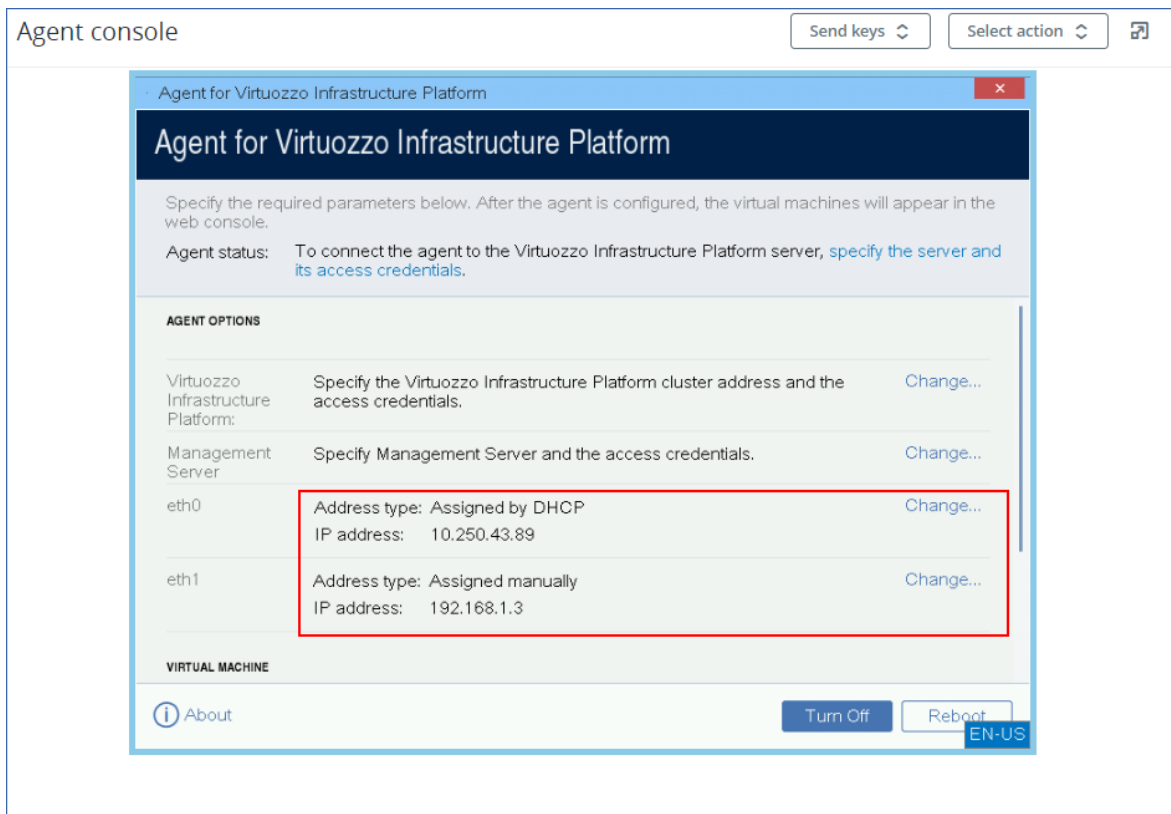 Agent console
Send keys
Select action
Agent for Virtuozzo Infrastructure Platform
Agent for Virtuozzo Infrastructure Platform
Specify the required parameters below. After the agent is configured, the virtual machines will appear in the
web console.
Agent status: To connect the agent to the Virtuozzo Infrastructure Platform server, specify the server and
its access credentials.
AGENT OPTIONS
Virtuozzo
Infrastructure
Platform:
Specify the Virtuozzo Infrastructure Platform cluster address and the
access credentials.
Change...
Management
Server
Specify Management Server and the access credentials.
Change...
eth0
Address type: Assigned by DHCP
IP address: 10.250.43.89
Change...
eth1
Address type: Assigned manually
IP address: 192.168.1.3
Change...
VIRTUAL MACHINE
About
Turn Off
Reboot
EN-US